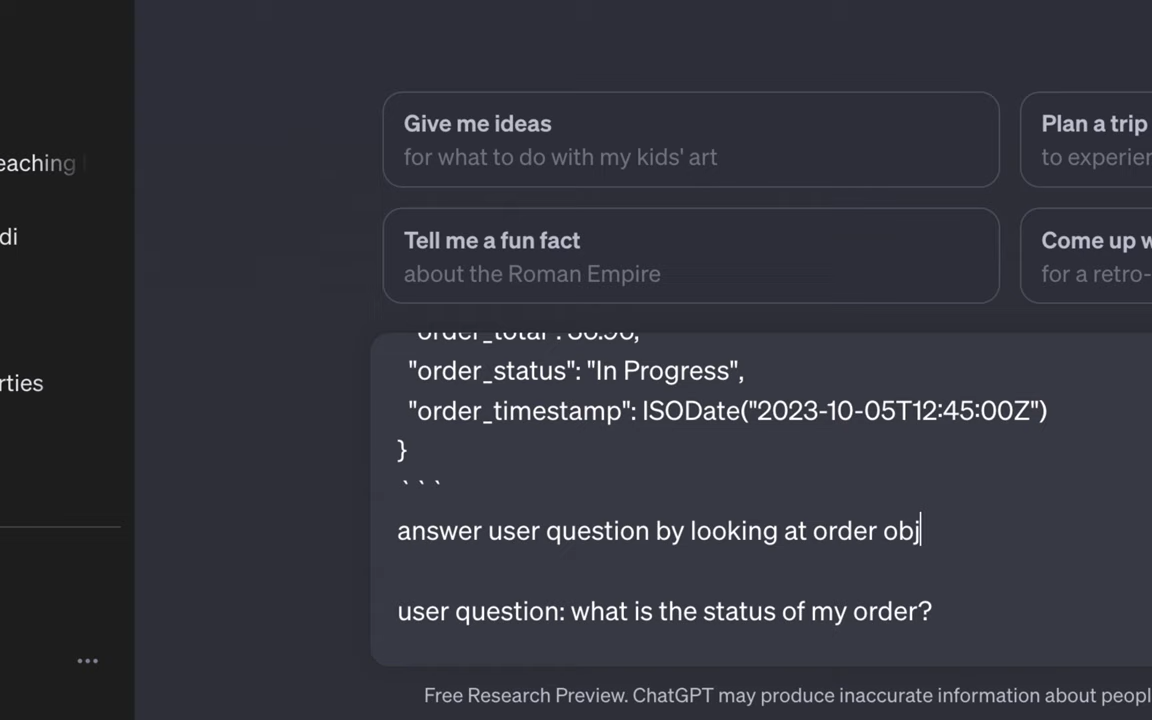 Give me ideas
for what to do with my kids' art
Plan a trip
to experien
Tell me a fun fact
about the Roman Empire
Come up w
for a retro-
eaching
di
rties
"order_status": "In Progress",
"order_timestamp": ISODate("2023-10-05T12:45:00Z")
}
```
answer user question by looking at order obj
user question: what is the status of my order?
Free Research Preview. ChatGPT may produce inaccurate information about peopl